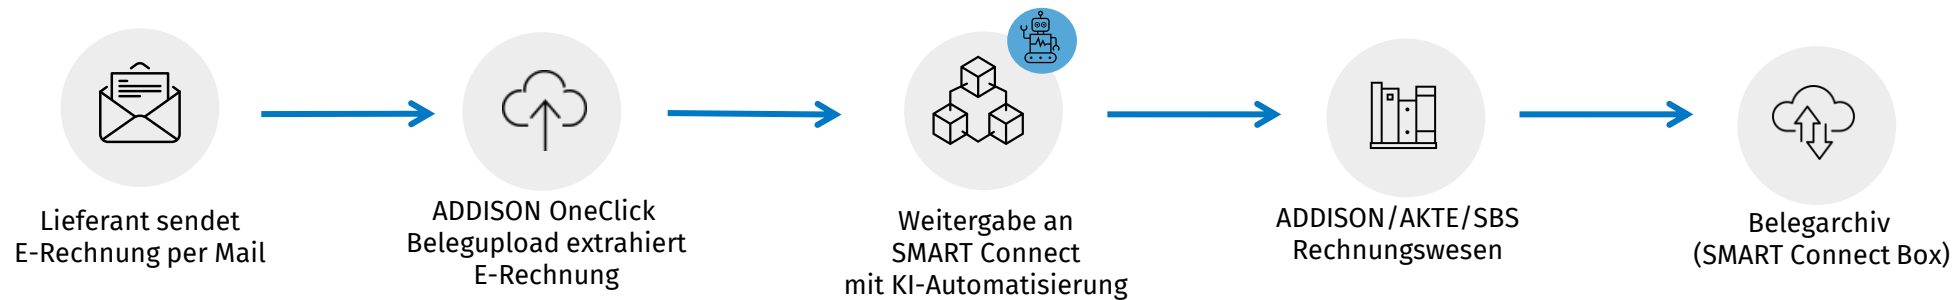 Lieferant sendet
E-Rechnung per Mail
ADDISON OneClick
Belegupload extrahiert
E-Rechnung
Weitergabe an
SMART Connect
mit KI-Automatisierung
ADDISON/AKTE/SBS
Rechnungswesen
Belegarchiv
(SMART Connect Box)